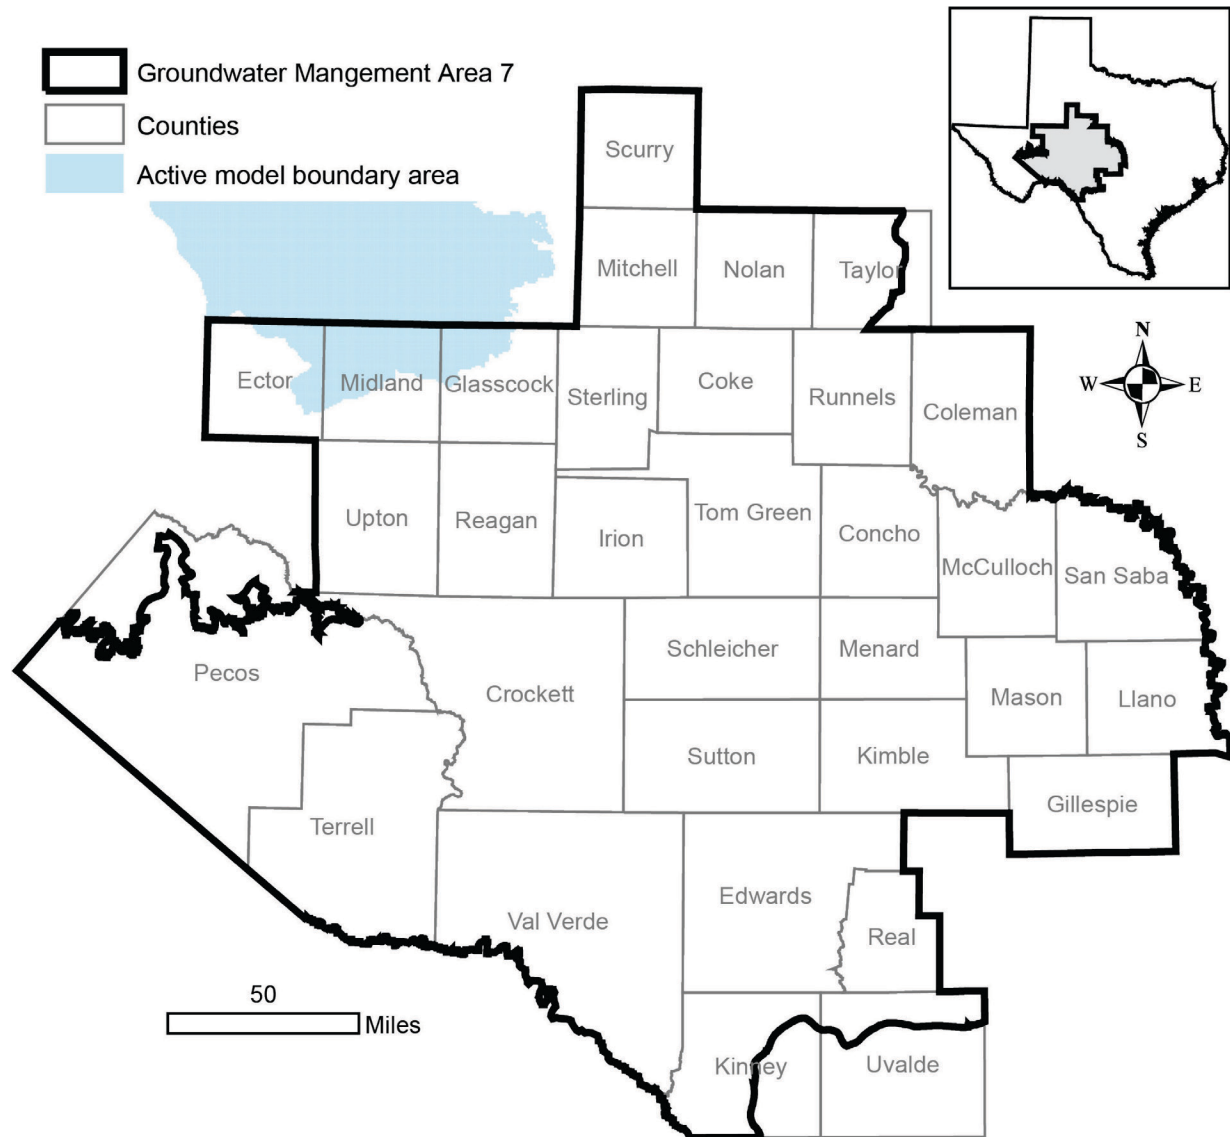 Groundwater Mangement Area 7
Counties
Active model boundary area
Scurry
Mitchell
Nolan
Taylor
N
W
E
S
Ector
Midland
Glasscock
Sterling
Coke
Runnels
Coleman
Upton
Reagan
Irion
Tom Green
Concho
McCulloch
San Saba
Pecos
Crockett
Schleicher
Menard
Mason
Llano
Sutton
Kimble
Gillespie
Terrell
Val Verde
Edwards
Real
Kinney
Uvalde
50
Miles